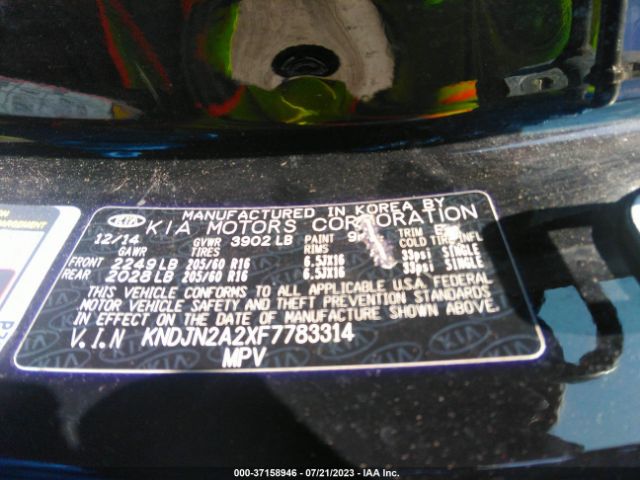 KIA MANUFACTURED IN KOREA BY
KIA MOTORS CORPORATION
12/14 GVWR 3902 LB PAINT TRIM
GAWR TIRES RIMS COLD TIRE INFL
FRONT 2249 LB 205/60 R16 6.5JX16 33psi SINGLE
REAR 2028 LB 205/60 R16 6.5JX16 33psi SINGLE
THIS VEHICLE CONFORMS TO ALL APPLICABLE U.S.A. FEDERAL
MOTOR VEHICLE SAFETY AND THEFT PREVENTION STANDARDS
IN EFFECT ON THE DATE OF MANUFACTURE SHOWN ABOVE.
V.I.N KNDJN2A2XF7783314
MPV
000-37158946 - 07/21/2023 - IAA Inc.